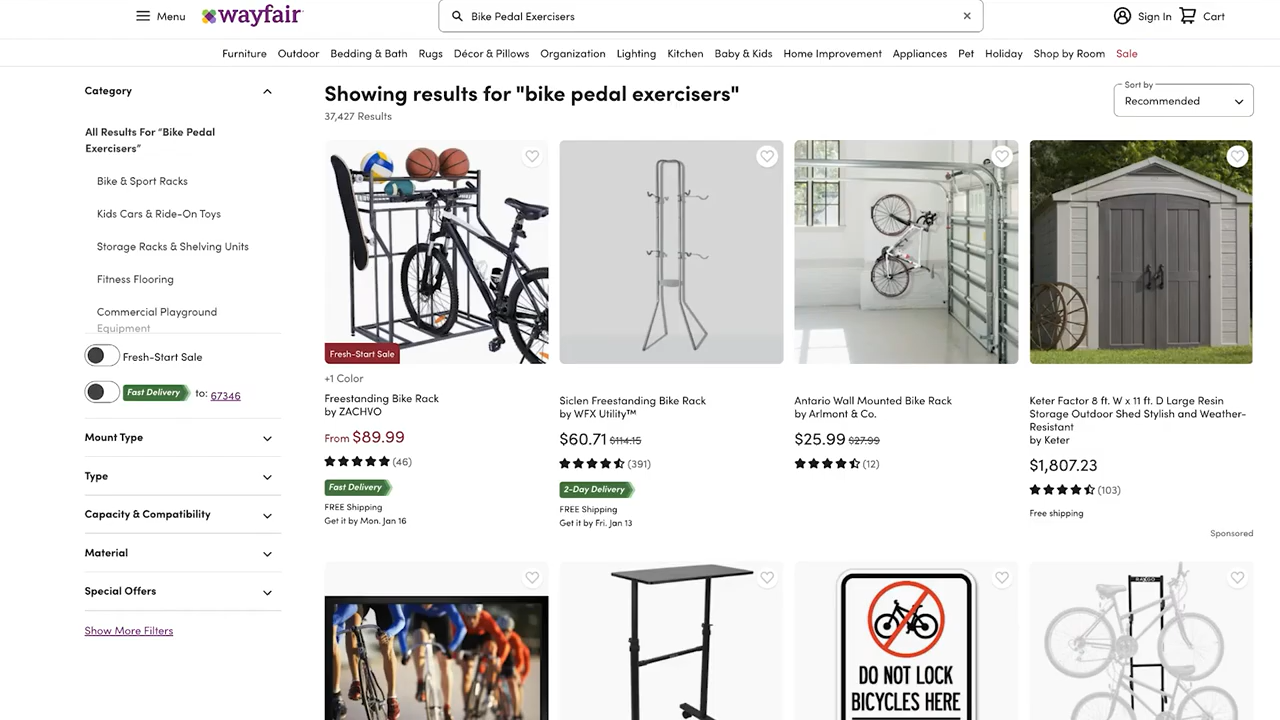 Menu
wayfair
Bike Pedal Exercisers
Sign In
Cart
Furniture
Outdoor
Bedding & Bath
Rugs
Décor & Pillows
Organization
Lighting
Kitchen
Baby & Kids
Home Improvement
Appliances
Pet
Holiday
Shop by Room
Sale
Category
All Results For "Bike Pedal
Exercisers"
Bike & Sport Racks
Kids Cars & Ride-On Toys
Storage Racks & Shelving Units
Fitness Flooring
Commercial Playground
Equipment
Fresh-Start Sale
Fast Delivery to: 67346
Mount Type
Type
Capacity & Compatibility
Material
Special Offers
Show More Filters
Showing results for "bike pedal exercisers"
37,427 Results
Sort by
Recommended
Fresh-Start Sale
+1 Color
Freestanding Bike Rack
by ZACHVO
From $89.99
(46)
Fast Delivery
FREE Shipping
Get it by Mon. Jan 16
Siclen Freestanding Bike Rack
by WFX Utility™
$60.71 $114.15
(391)
2-Day Delivery
FREE Shipping
Get it by Fri. Jan 13
Antario Wall Mounted Bike Rack
by Arlmont & Co.
$25.99 $27.99
(12)
Keter Factor 8 ft. W x 11 ft. D Large Resin
Storage Outdoor Shed Stylish and Weather-
Resistant
by Keter
$1,807.23
(103)
Free shipping
Sponsored
DO NOT LOCK
BICYCLES HERE